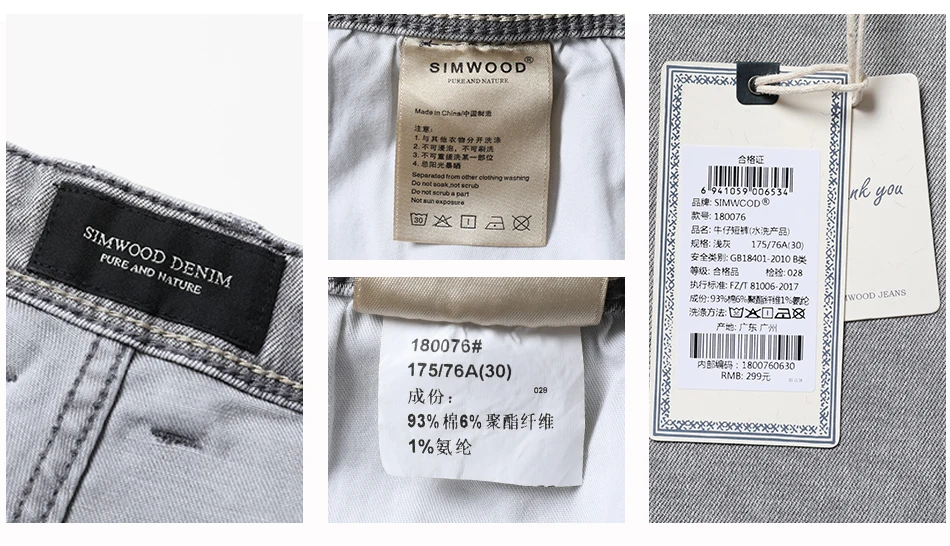 SIMWOOD DENIM
PURE AND NATURE
SIMWOOD®
PURE AND NATURE
Made in China/中国制造
注意:
1. 与其他衣物分开洗涤
2. 不可浸泡，不可刷洗
3. 不可重搓洗某一部位
4. 忌阳光暴晒
Separated from other clothing washing
Do not soak,not scrub
Do not scrub a part
Not sun exposure
180076#
175/76A(30)
028
成份：
93%棉6%聚酯纤维
1%氨纶
合格证
6 941059 006534
品牌: SIMWOOD®
款号: 180076
品名: 牛仔短裤(水洗产品)
规格: 浅灰 175/76A(30)
安全类别: GB18401-2010 B类
等级: 合格品 检验: 028
执行标准: FZ/T 81006-2017
成份:93%棉6%聚酯纤维1%氨纶
洗涤方法:
产地: 广东 广州
内部编码：1800760630
RMB: 299元
nk you
WOOD JEANS